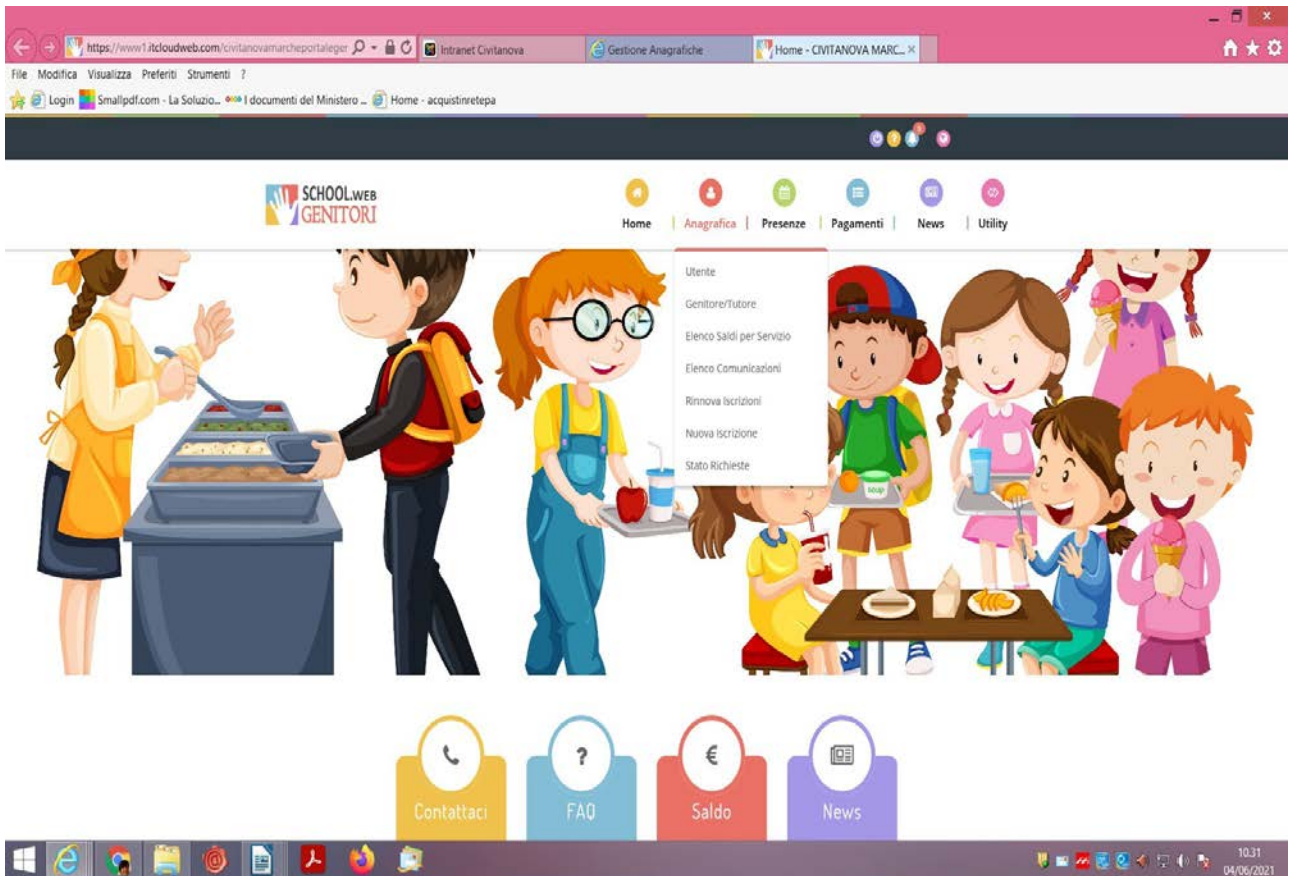 https://www1.itcloudweb.com/civitanovamarcheportaleger
Intranet Civitanova
Gestione Anagrafiche
Home - CIVITANOVA MARC...
File Modifica Visualizza Preferiti Strumenti ?
Login Smallpdf.com - La Soluzio... I documenti del Ministero ... Home - acquistinretepa
SCHOOL.WEB
GENITORI
Home Anagrafica Presenze Pagamenti News Utility
Utente
Genitore/Tutore
Elenco Saldi per Servizio
Elenco Comunicazioni
Rinnova Iscrizioni
Nuova Iscrizione
Stato Richieste
soup
Contattaci FAQ Saldo News
10.31
04/06/2021